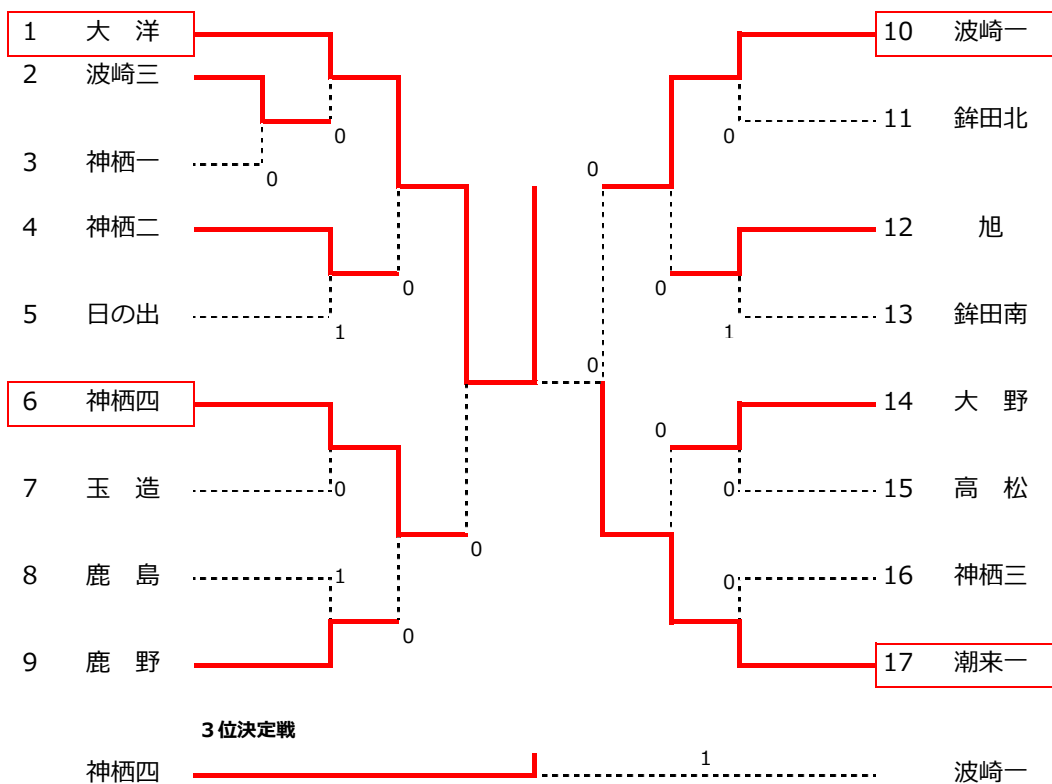 1 大 洋
2 波崎三
0
3 神栖一
0
4 神栖二
0
5 日の出
1
6 神栖四
7 玉 造
0
0
8 鹿 島
1
0
9 鹿 野
10 波崎一
0
11 鉾田北
0
12 旭
0
13 鉾田南
1
0
14 大 野
0
15 高 松
0
16 神栖三
0
17 潮来一
3位決定戦
神栖四
1
波崎一